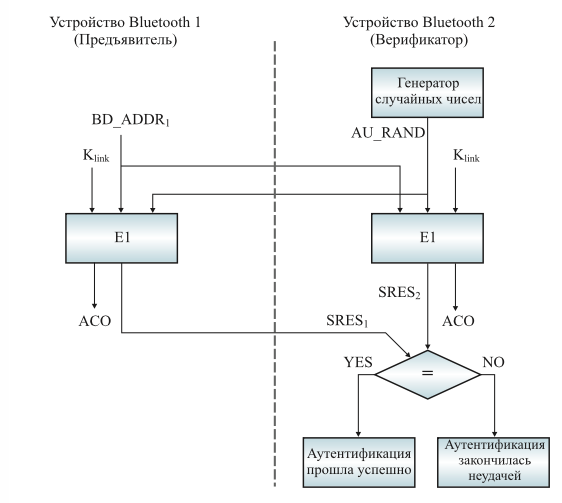 Устройство Bluetooth 1
(Предъявитель)
Устройство Bluetooth 2
(Верификатор)
Генератор
случайных чисел
BD_ADDR₁
AU_RAND
Klink
Klink
E1
E1
SRES₂
ACO
SRES₁
ACO
YES
=
NO
Аутентификация
прошла успешно
Аутентификация
закончилась
неудачей